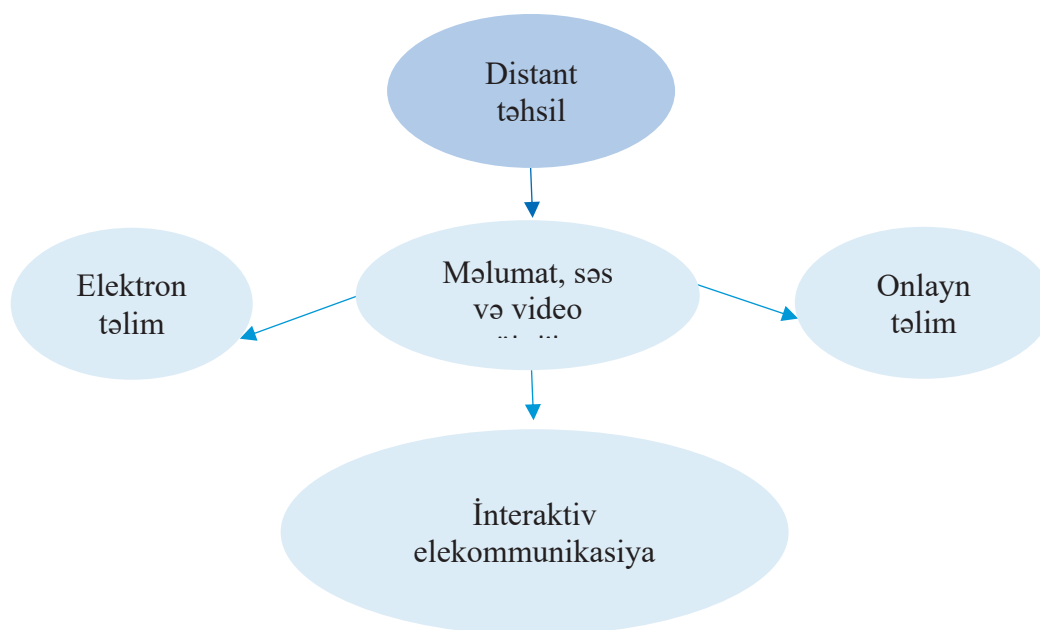 Distant
təhsil
Elektron
təlim
Məlumat, səs
və video
Onlayn
təlim
İnteraktiv
elekommunikasiya